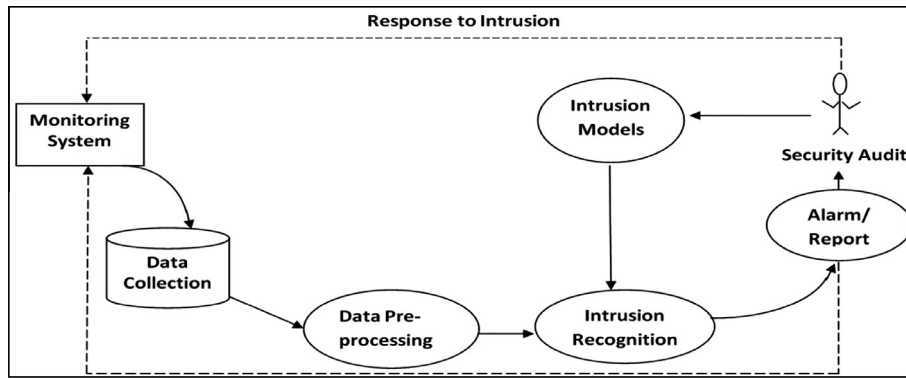 Response to Intrusion
Monitoring
System
Intrusion
Models
Security Audit
Alarm/
Report
Data
Collection
Data Pre-
processing
Intrusion
Recognition